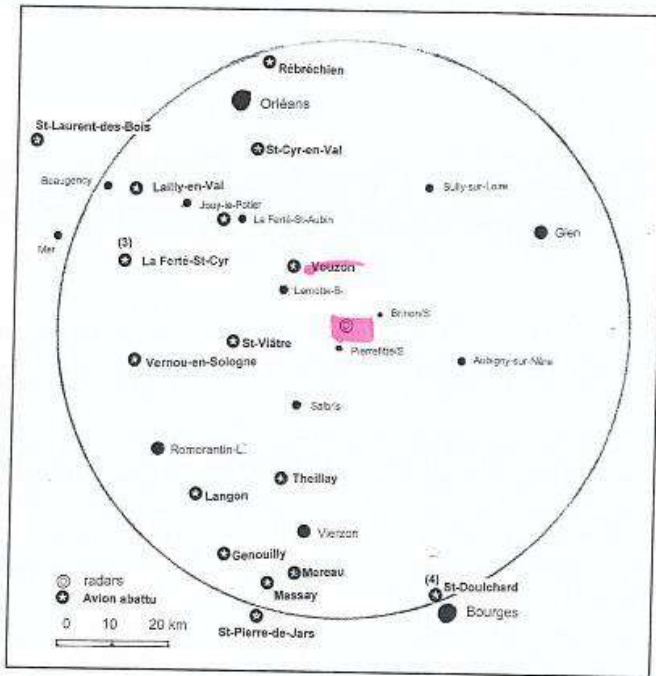 Rébréchien
Orléans
St-Laurent-des-Bois
St-Cyr-en-Val
Beaugency
Lailly-en-Val
Sully-sur-Loire
Jouy-le-Potier
La Ferté-St-Aubin
Gien
Mer
(3)
La Ferté-St-Cyr
Vouzon
Lamotte-B.
Brinon/S
St-Viâtre
Pierrefitte/S
Vernou-en-Sologne
Aubigny-sur-Nère
Salbris
Romorantin-L.
Theillay
Langon
Vierzon
Genouilly
Mereau
(4)
St-Doulchard
radars
Massay
Avion abattu
Bourges
0 10 20 km
St-Pierre-de-Jars